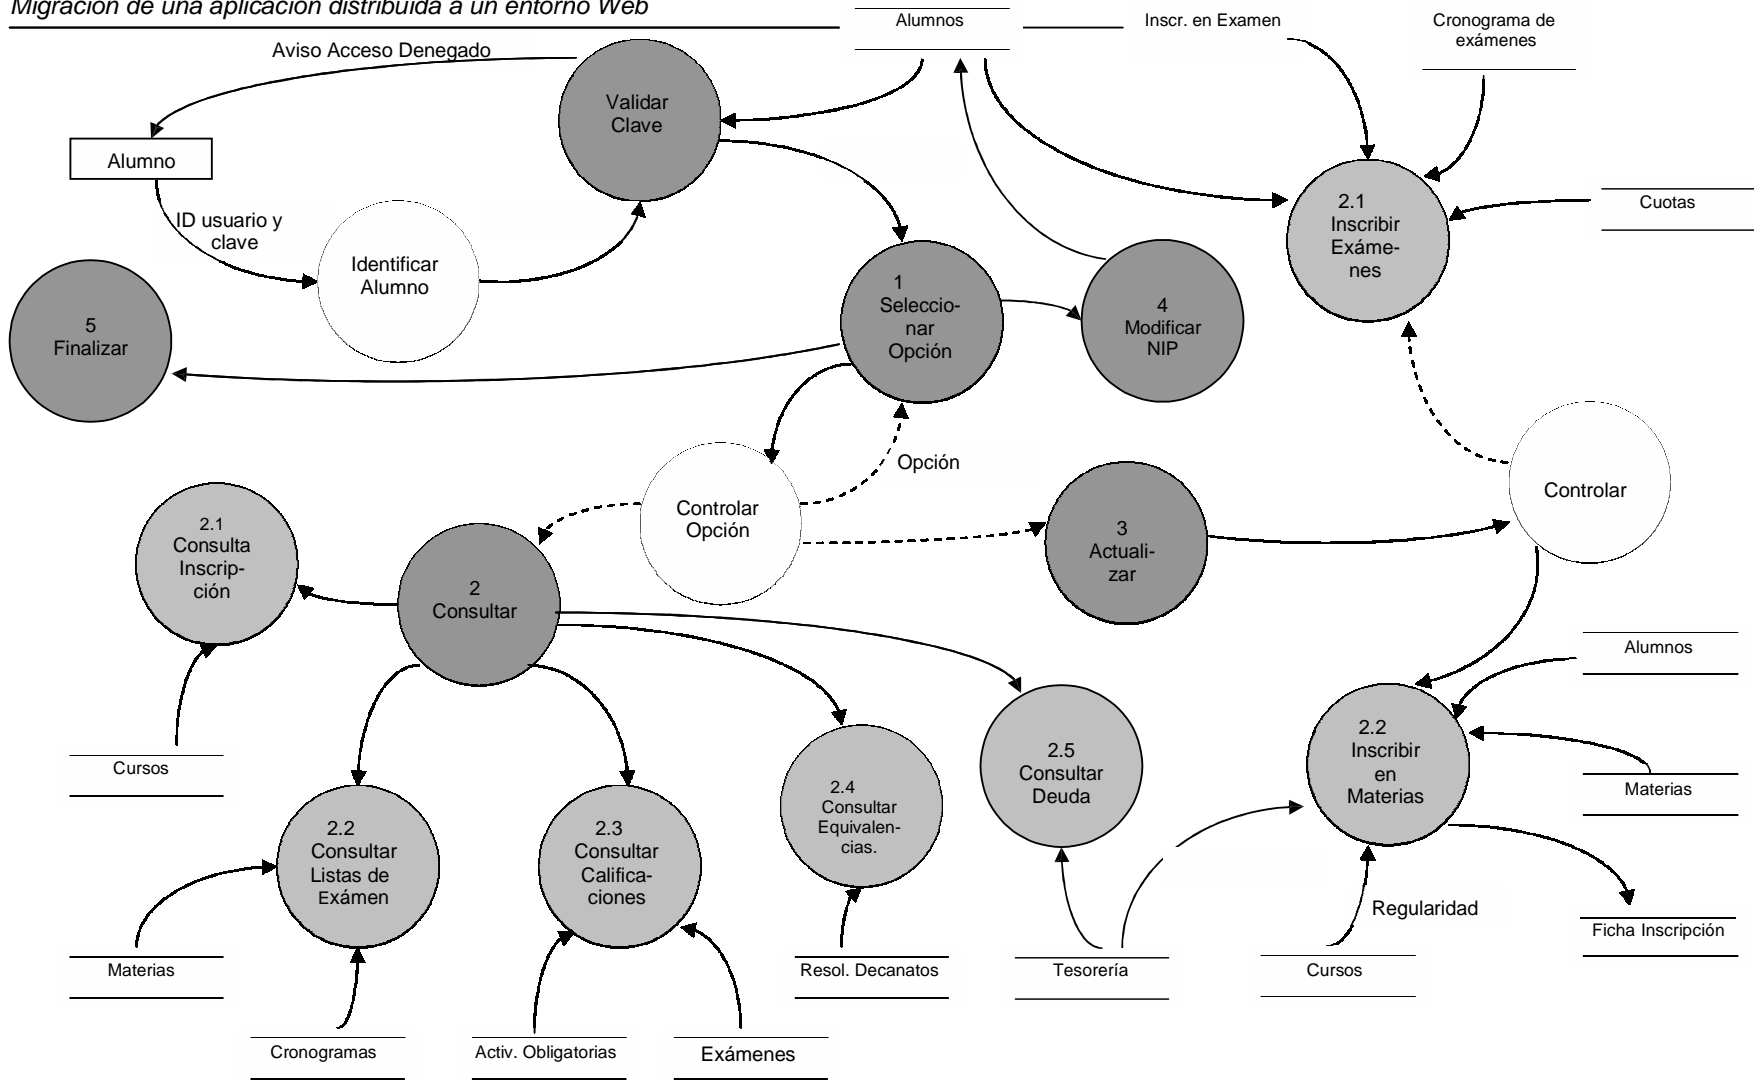 Migración de una aplicación distribuida a un entorno Web
Alumnos
Inscr. en Examen
Cronograma de
exámenes
Aviso Acceso Denegado
Validar
Clave
Alumno
ID usuario y
clave
Identificar
Alumno
2.1
Inscribir
Exáme-
nes
Cuotas
5
Finalizar
1
Seleccio-
nar
Opción
4
Modificar
NIP
Opción
Controlar
Opción
Controlar
2.1
Consulta
Inscrip-
ción
2
Consultar
3
Actuali-
zar
Alumnos
Cursos
2.5
Consultar
Deuda
2.2
Inscribir
en
Materias
Materias
2.2
Consultar
Listas de
Exámen
2.3
Consultar
Califica-
ciones
2.4
Consultar
Equivalen-
cias.
Regularidad
Ficha Inscripción
Materias
Resol. Decanatos
Tesorería
Cursos
Cronogramas
Activ. Obligatorias
Exámenes